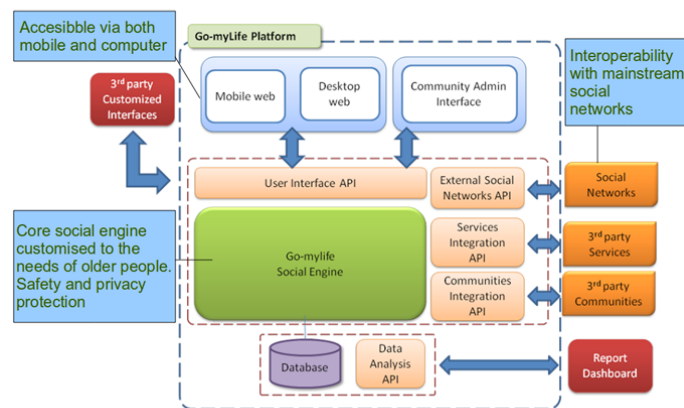 Accesibble via both
mobile and computer
Go-myLife Platform
3rd party
Customized
Interfaces
Mobile web
Desktop
web
Community Admin
Interface
Interoperability
with mainstream
social
networks
User Interface API
External Social
Networks API
Social
Networks
Core social engine
customised to the
needs of older people.
Safety and privacy
protection
Go-mylife
Social Engine
Services
Integration
API
3rd party
Services
Communities
Integration
API
3rd party
Communities
Database
Data
Analysis
API
Report
Dashboard